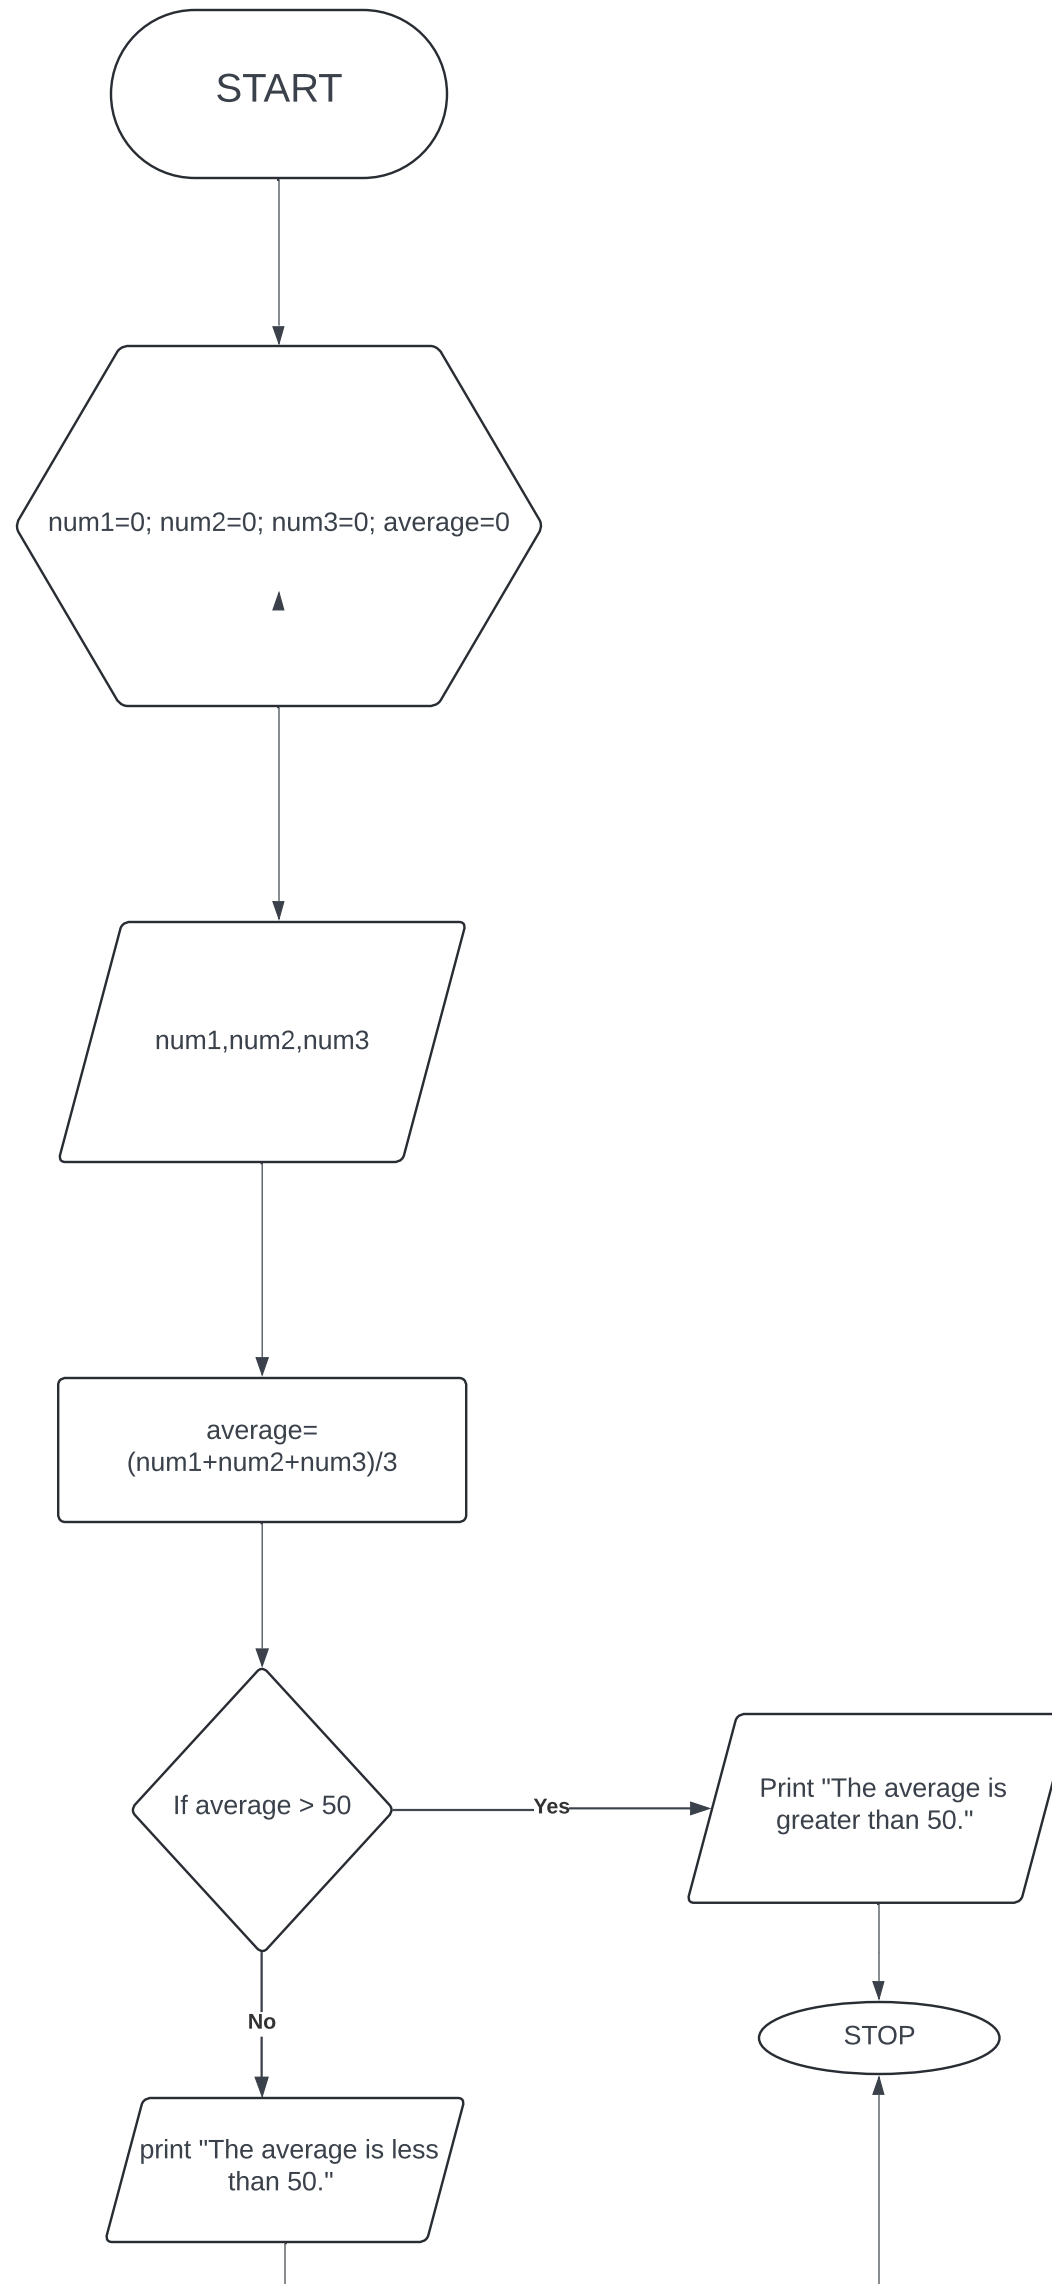 START
num1=0; num2=0; num3=0; average=0
num1,num2,num3
average=
(num1+num2+num3)/3
If average > 50
Yes
Print "The average is
greater than 50."
No
STOP
print "The average is less
than 50."